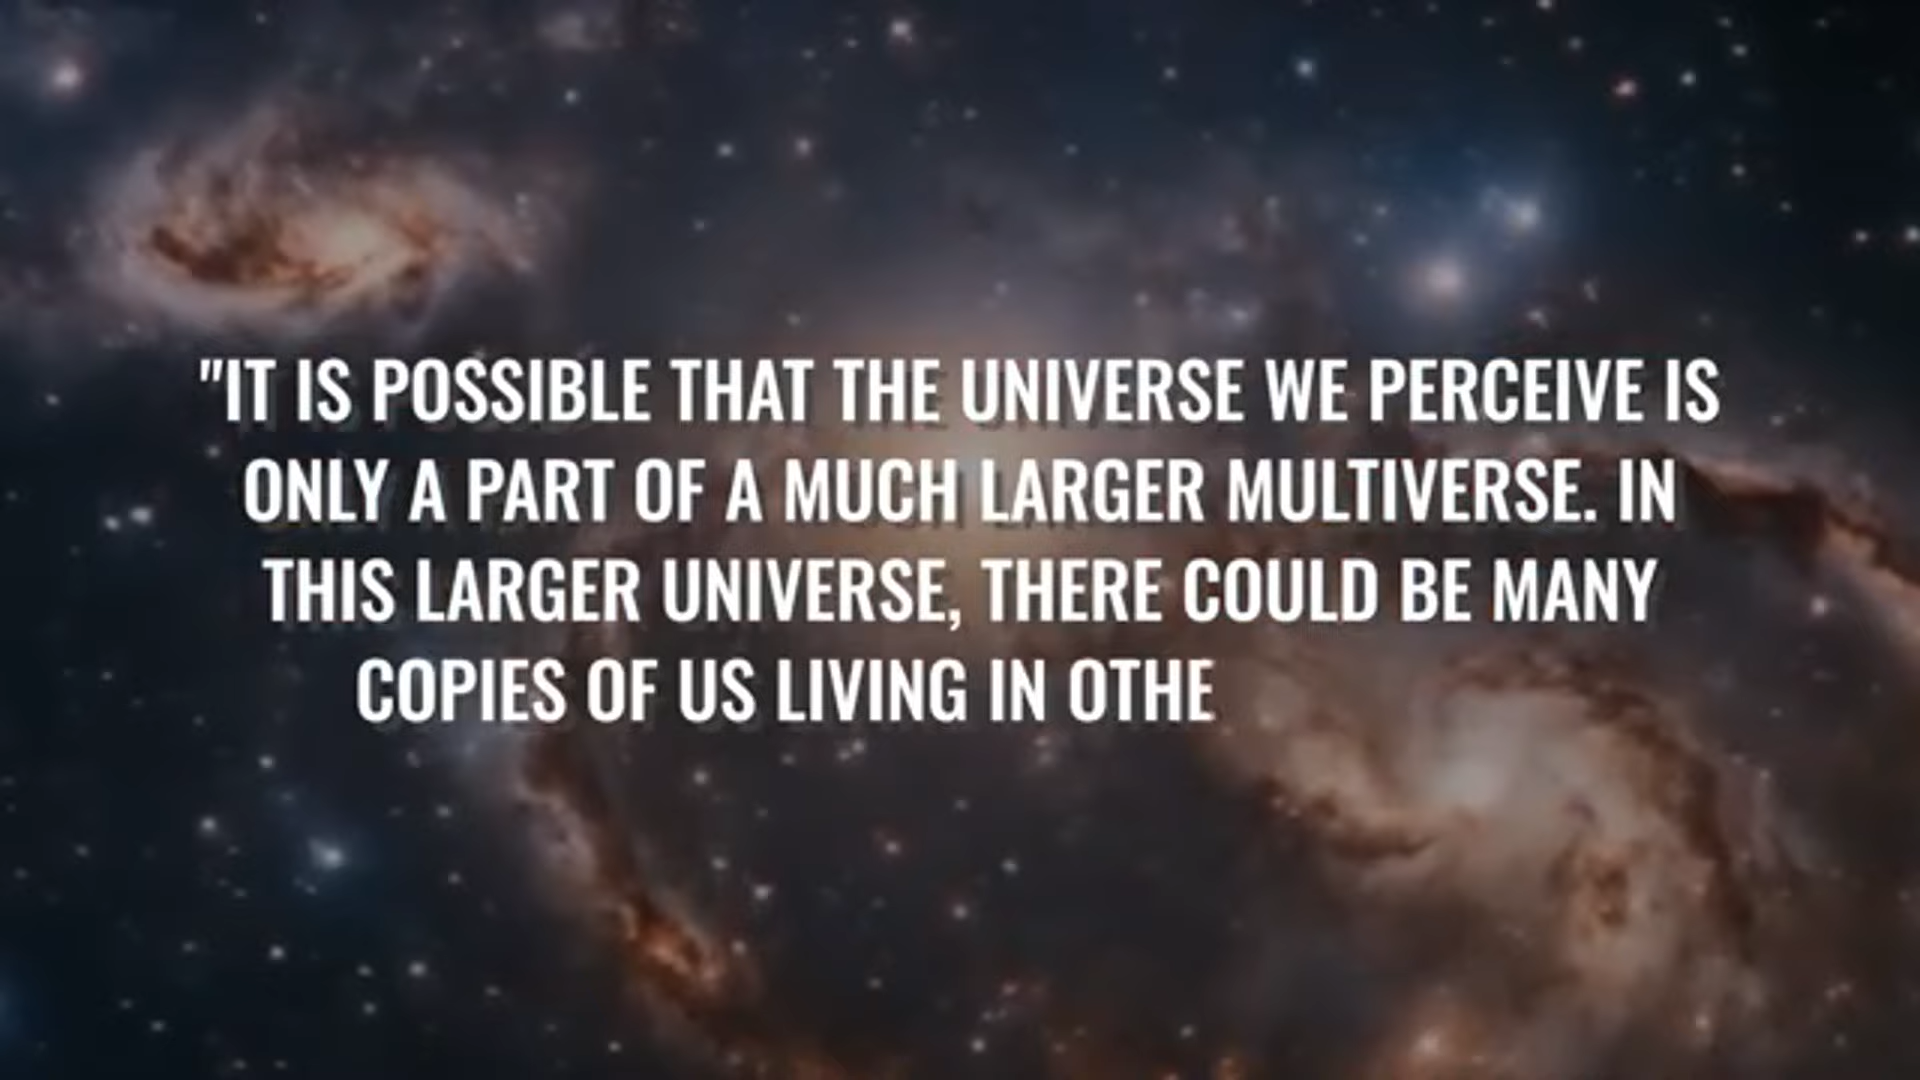 "IT IS POSSIBLE THAT THE UNIVERSE WE PERCEIVE IS
ONLY A PART OF A MUCH LARGER MULTIVERSE. IN
THIS LARGER UNIVERSE, THERE COULD BE MANY
COPIES OF US LIVING IN OTHE